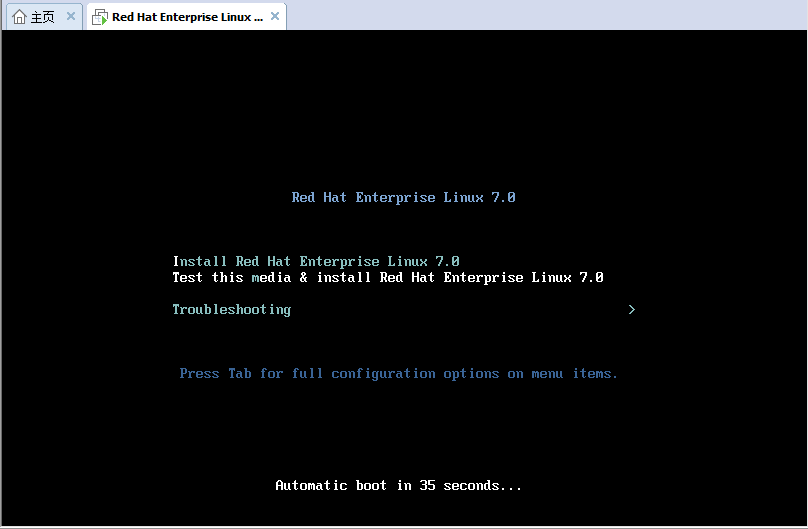 主页
Red Hat Enterprise Linux ...
Red Hat Enterprise Linux 7.0
Install Red Hat Enterprise Linux 7.0
Test this media & install Red Hat Enterprise Linux 7.0
Troubleshooting >
Press Tab for full configuration options on menu items.
Automatic boot in 35 seconds...